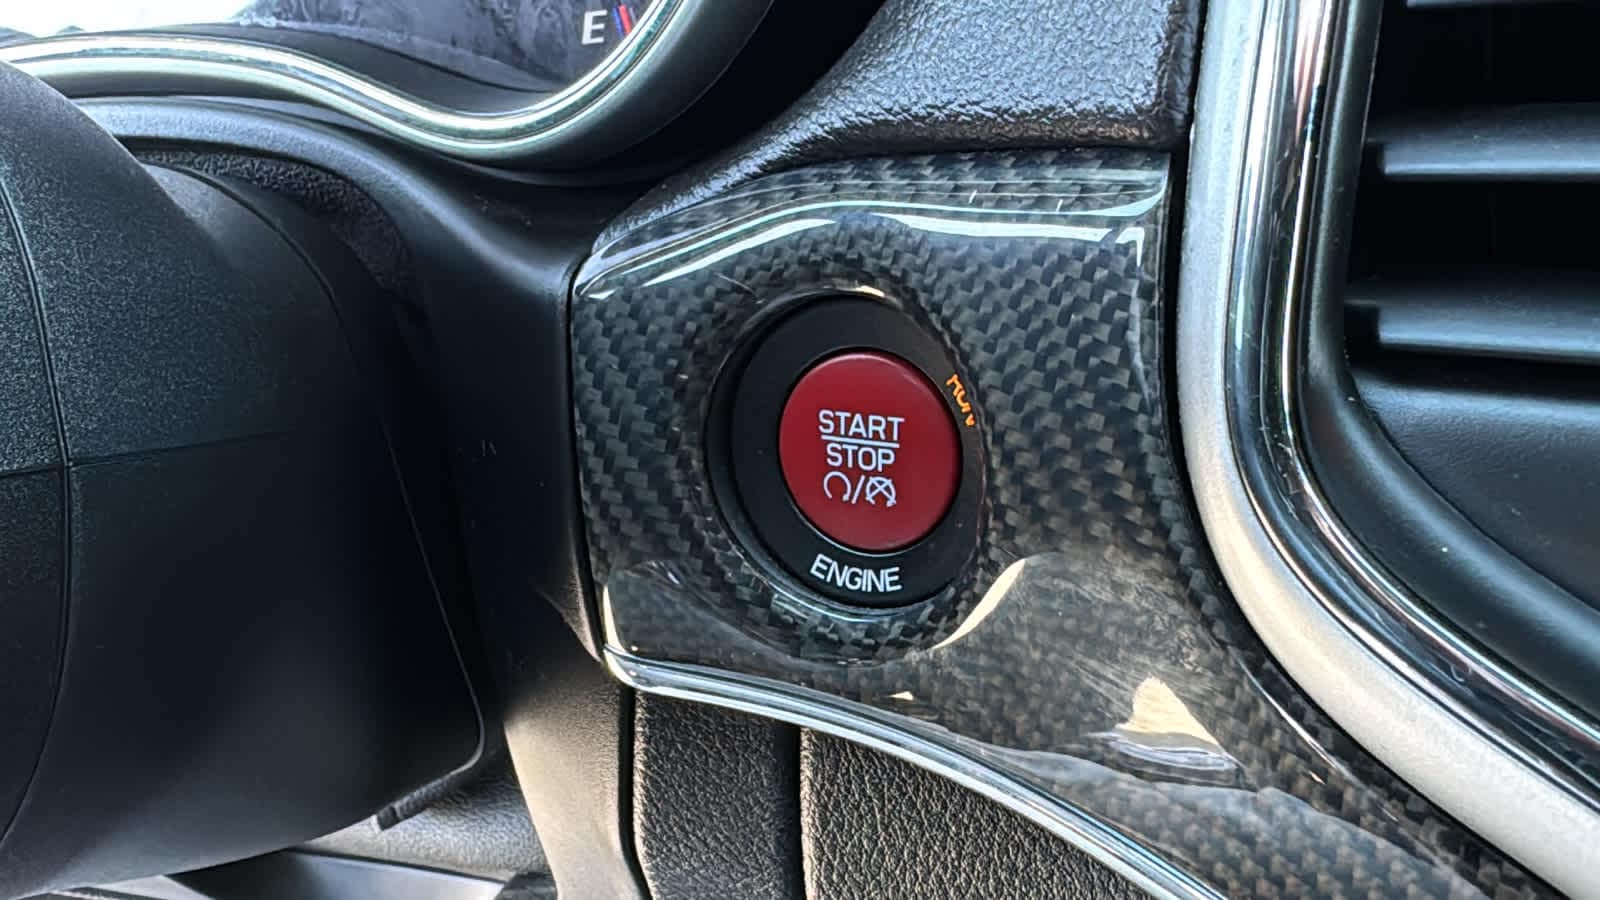 E
RUN
START
STOP
/
ENGINE